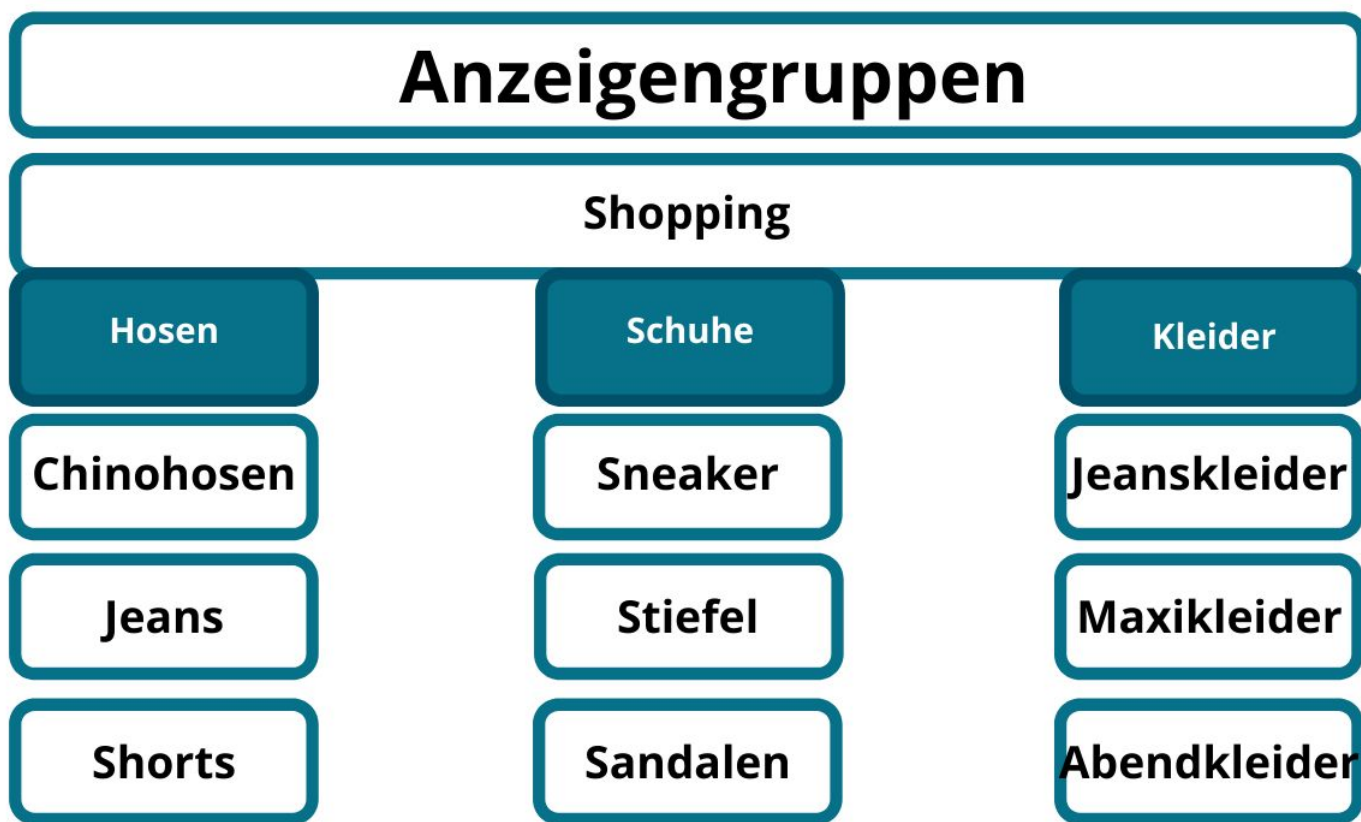 Anzeigengruppen
Shopping
Hosen
Schuhe
Kleider
Chinohosen
Sneaker
Jeanskleider
Jeans
Stiefel
Maxikleider
Shorts
Sandalen
Abendkleider